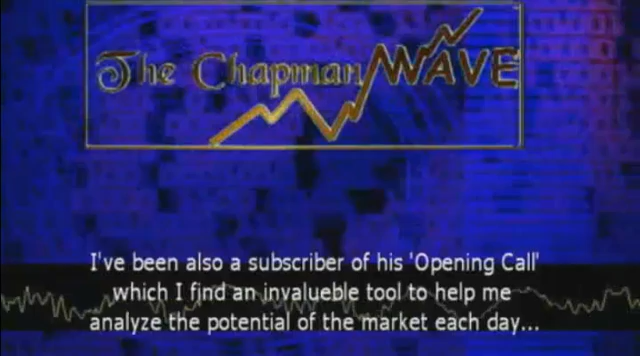 The Chapman WAVE
I've been also a subscriber of his 'Opening Call'
which I find an invalueble tool to help me
analyze the potential of the market each day...